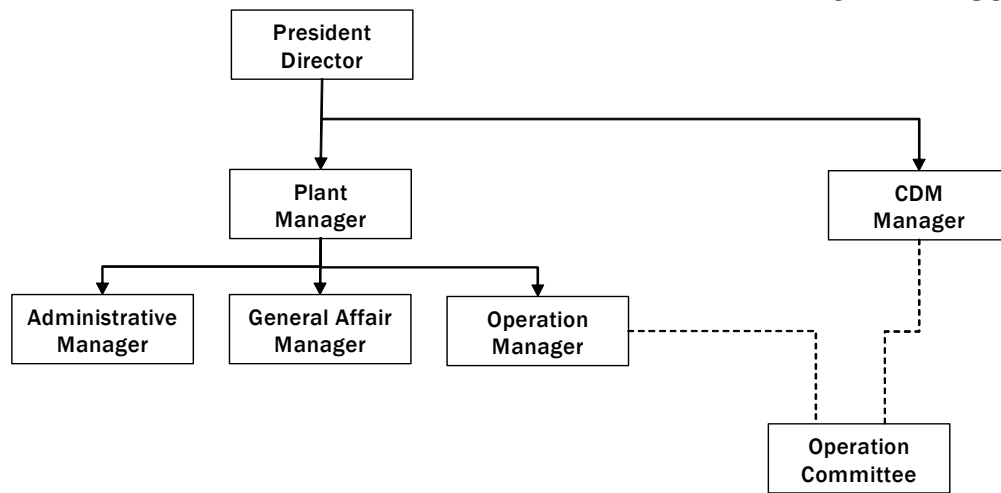 President
Director
Plant
Manager
CDM
Manager
Administrative
Manager
General Affair
Manager
Operation
Manager
Operation
Committee